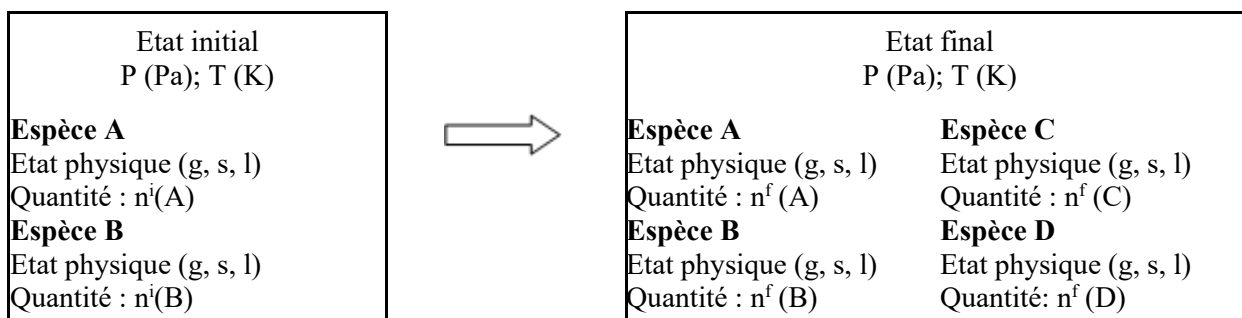 Etat initial
P (Pa); T (K)
Espèce A
Etat physique (g, s, l)
Quantité : nⁱ(A)
Espèce B
Etat physique (g, s, l)
Quantité : nⁱ(B)
Etat final
P (Pa); T (K)
Espèce A
Etat physique (g, s, l)
Quantité : nᶠ (A)
Espèce B
Etat physique (g, s, l)
Quantité : nᶠ (B)
Espèce C
Etat physique (g, s, l)
Quantité : nᶠ (C)
Espèce D
Etat physique (g, s, l)
Quantité: nᶠ (D)